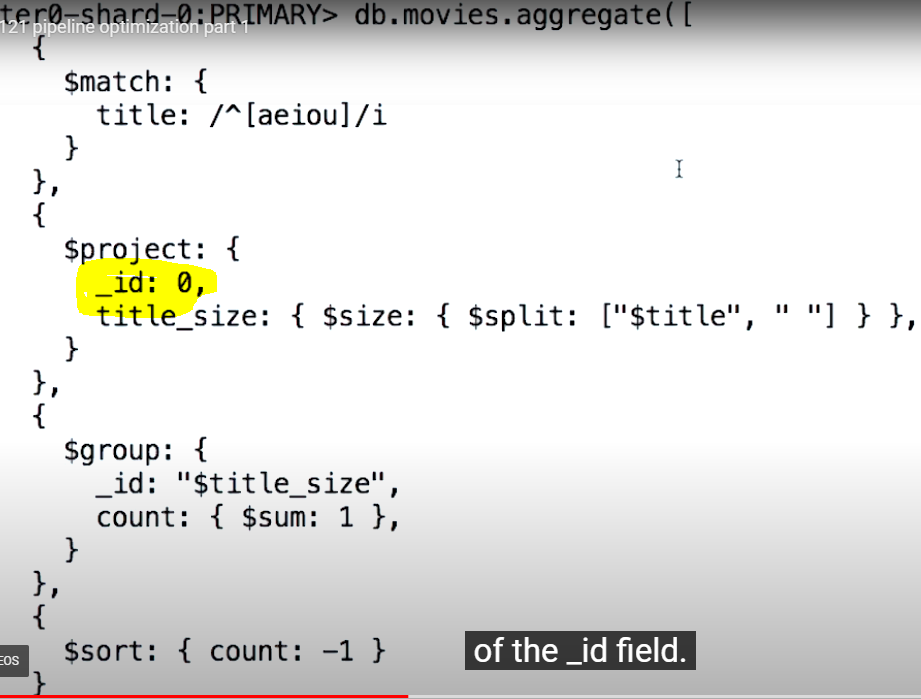 ter0-shard-0:PRIMARY> db.movies.aggregate([
121 pipeline optimization part 1
{
$match: {
title: /^[aeiou]/i
}
},
{
$project: {
_id: 0,
title_size: { $size: { $split: ["$title", " "] } },
}
},
{
$group: {
_id: "$title_size",
count: { $sum: 1 },
}
},
{
$sort: { count: -1 }
}
EOS
of the _id field.